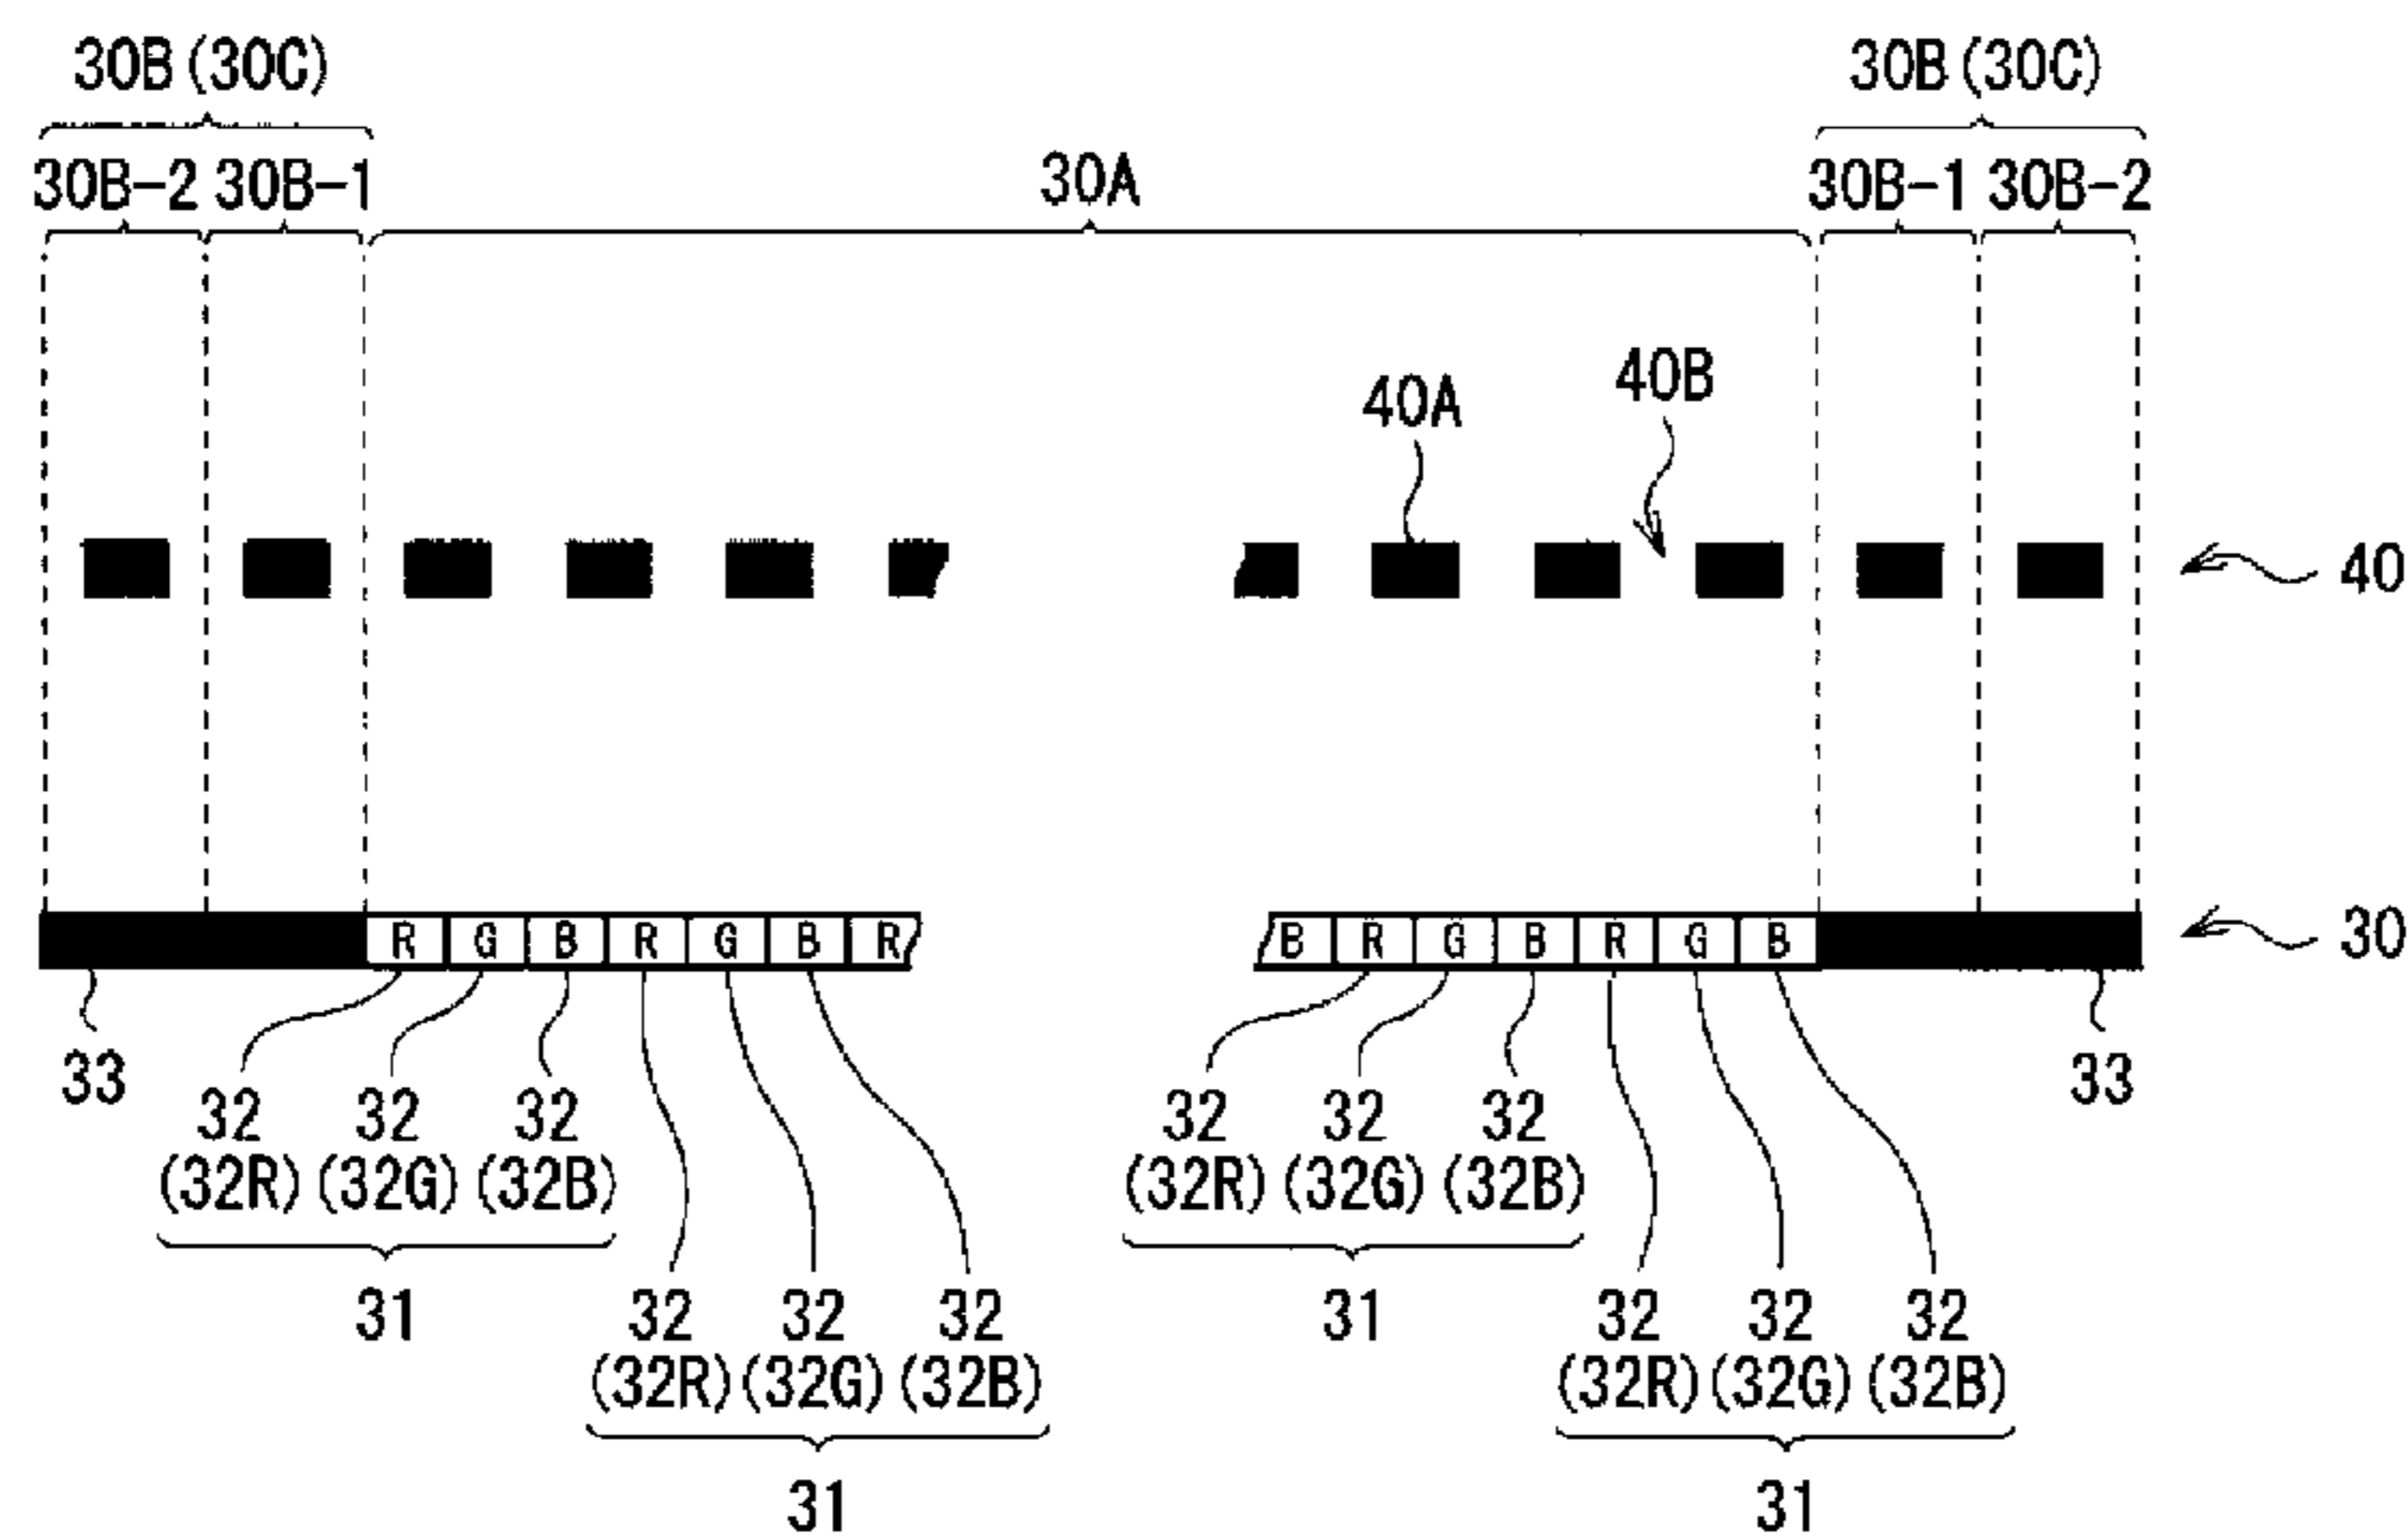 30B(30C) 30B(30C)
30B-2 30B-1 30A 30B-1 30B-2
40B
40A
40
R G B R G B R B R G B R G B 30
33 33
32 32 32 32 32 32
(32R) (32G) (32B) (32R) (32G) (32B)
31 32 32 32 31 32 32 32
(32R) (32G) (32B) (32R) (32G) (32B)
31 31